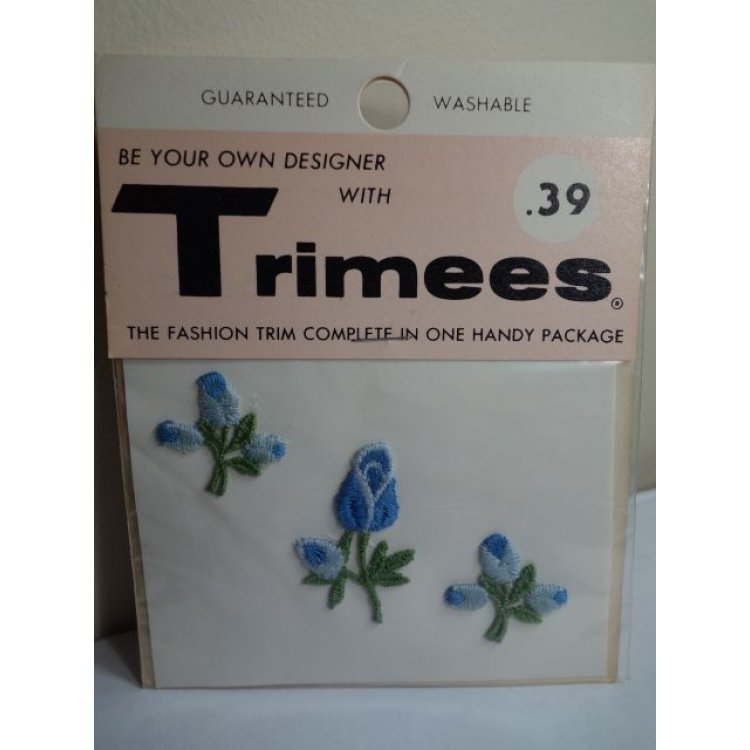 GUARANTEED WASHABLE
BE YOUR OWN DESIGNER
WITH
.39
Trimees®
THE FASHION TRIM COMPLETE IN ONE HANDY PACKAGE